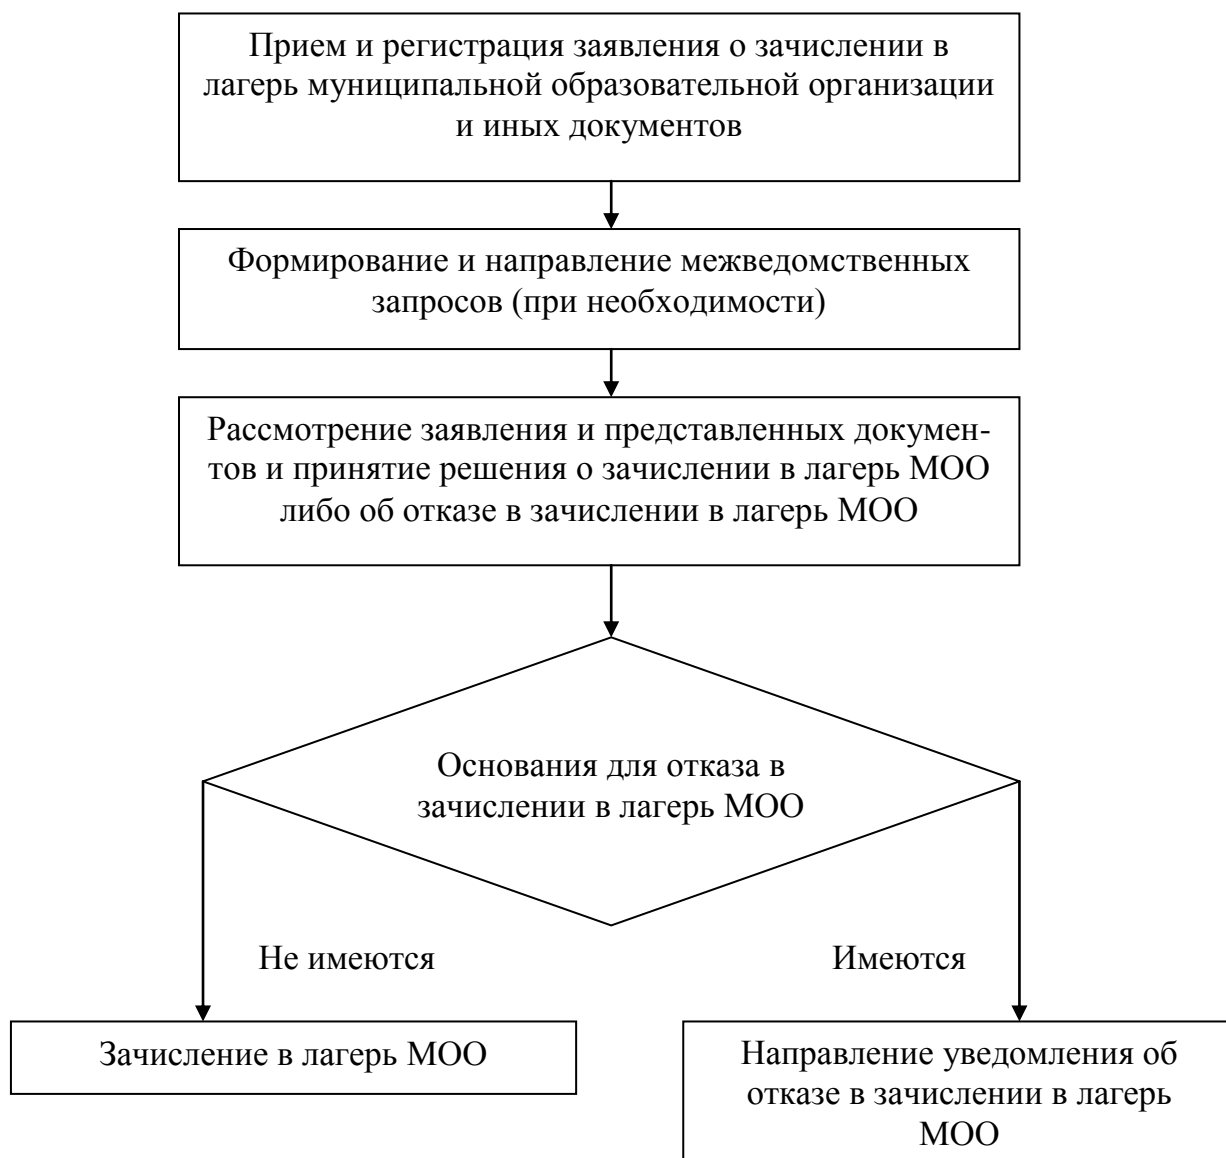 Прием и регистрация заявления о зачислении в
лагерь муниципальной образовательной организации
и иных документов
Формирование и направление межведомственных
запросов (при необходимости)
Рассмотрение заявления и представленных докумен-
тов и принятие решения о зачислении в лагерь МОО
либо об отказе в зачислении в лагерь МОО
Основания для отказа в
зачислении в лагерь МОО
Не имеются
Имеются
Зачисление в лагерь МОО
Направление уведомления об
отказе в зачислении в лагерь
МОО